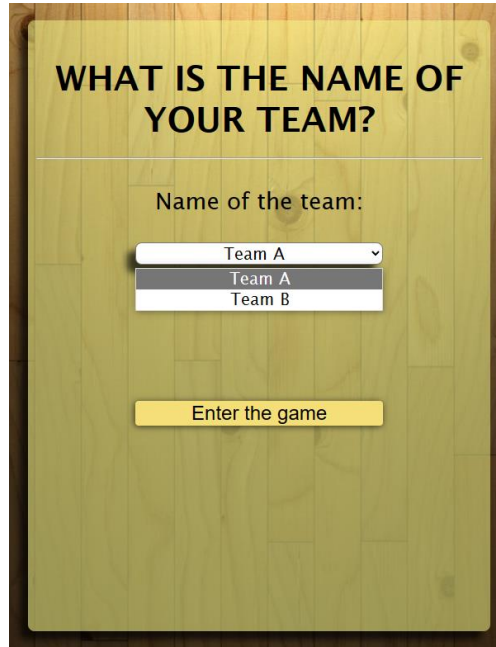 WHAT IS THE NAME OF
YOUR TEAM?
Name of the team:
Team A
Team A
Team B
Enter the game